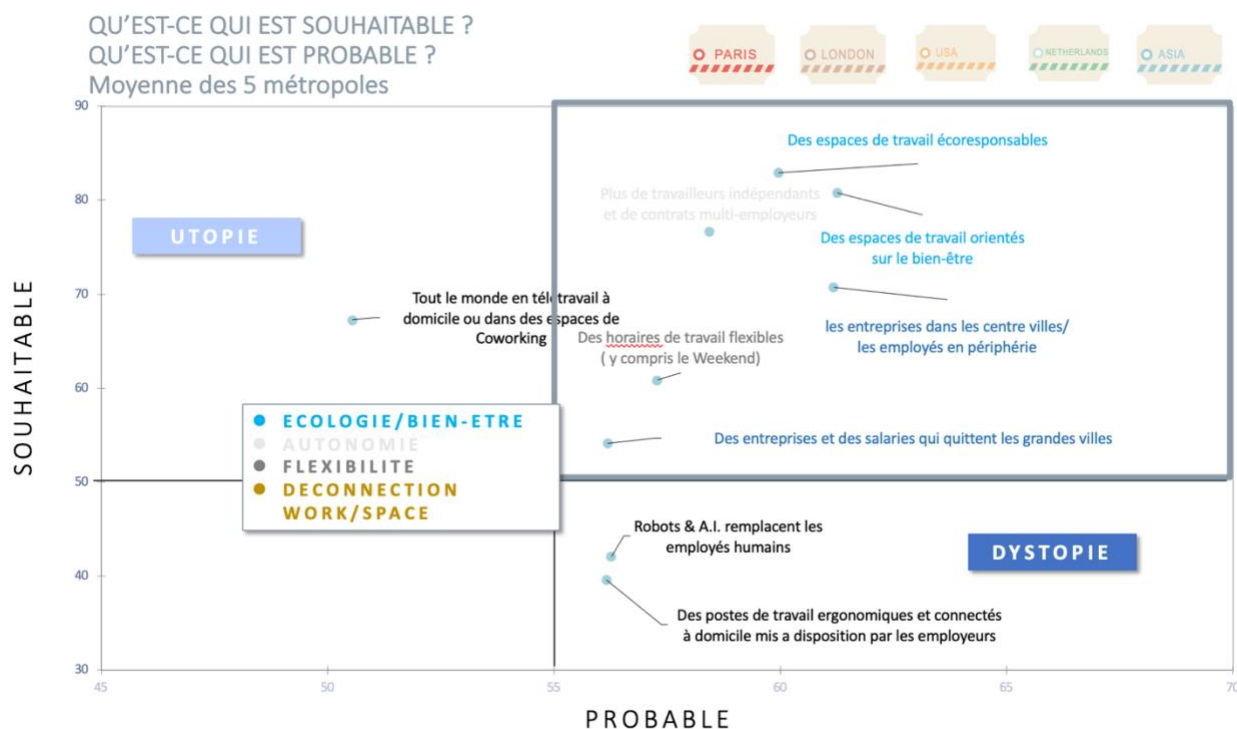 QU’EST-CE QUI EST SOUHAITABLE ?
QU’EST-CE QUI EST PROBABLE ?
Moyenne des 5 métropoles
PARIS
LONDON
USA
NETHERLANDS
ASIA
90
80
70
60
50
40
30
SOUHAITABLE
UTOPIE
Des espaces de travail écoresponsables
Plus de travailleurs indépendants
et de contrats multi-employeurs
Des espaces de travail orientés
sur le bien-être
Tout le monde en télétravail à
domicile ou dans des espaces de
Coworking
les entreprises dans les centre villes/
les employés en périphérie
Des horaires de travail flexibles
( y compris le Weekend)
Des entreprises et des salaries qui quittent les grandes villes
ECOLOGIE/BIEN-ETRE
AUTONOMIE
FLEXIBILITE
DECONNECTION
WORK/SPACE
Robots & A.I. remplacent les
employés humains
DYSTOPIE
Des postes de travail ergonomiques et connectés
à domicile mis a disposition par les employeurs
45
50
55
60
65
70
PROBABLE